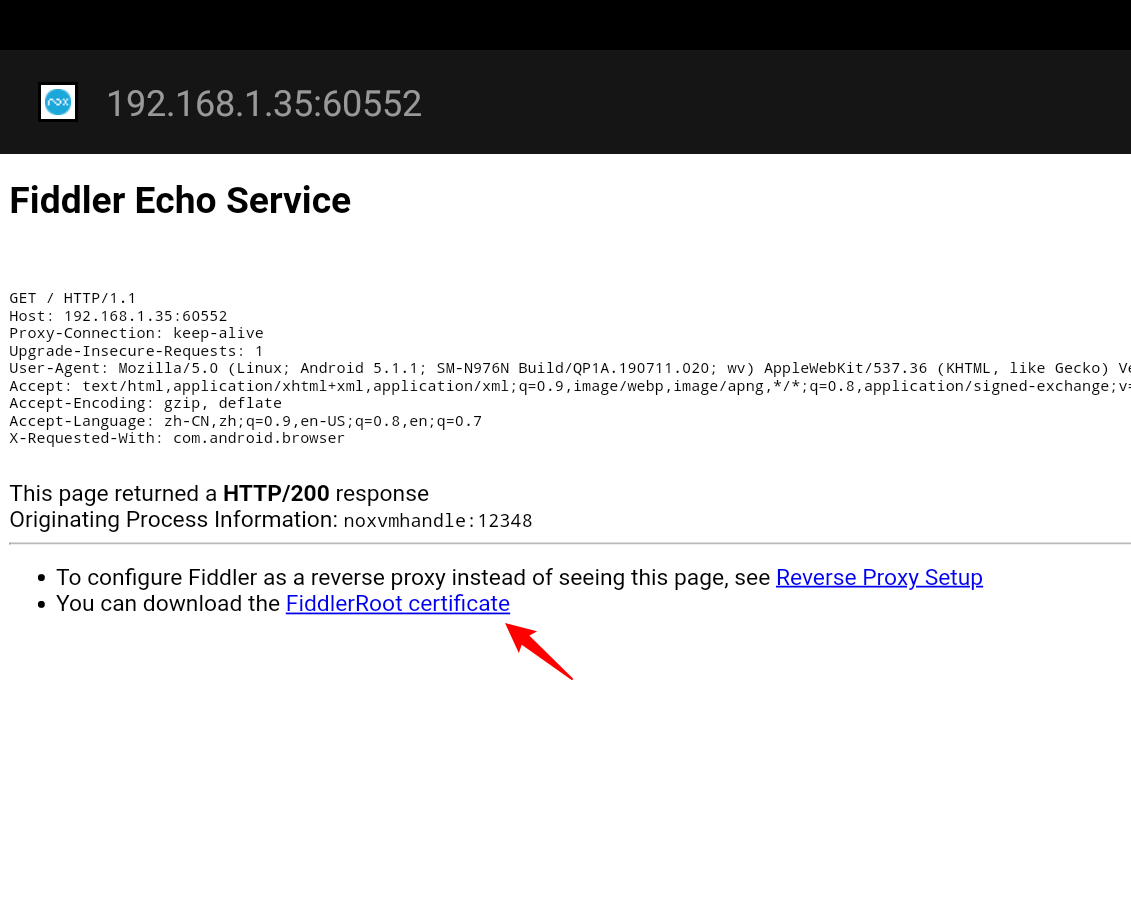 nox
192.168.1.35:60552
Fiddler Echo Service
GET / HTTP/1.1
Host: 192.168.1.35:60552
Proxy-Connection: keep-alive
Upgrade-Insecure-Requests: 1
User-Agent: Mozilla/5.0 (Linux; Android 5.1.1; SM-N976N Build/QP1A.190711.020; wv) AppleWebKit/537.36 (KHTML, like Gecko) Ve
Accept: text/html,application/xhtml+xml,application/xml;q=0.9,image/webp,image/apng,*/*;q=0.8,application/signed-exchange;v=
Accept-Encoding: gzip, deflate
Accept-Language: zh-CN,zh;q=0.9,en-US;q=0.8,en;q=0.7
X-Requested-With: com.android.browser
This page returned a HTTP/200 response
Originating Process Information: noxvmhandle:12348
• To configure Fiddler as a reverse proxy instead of seeing this page, see Reverse Proxy Setup
• You can download the FiddlerRoot certificate